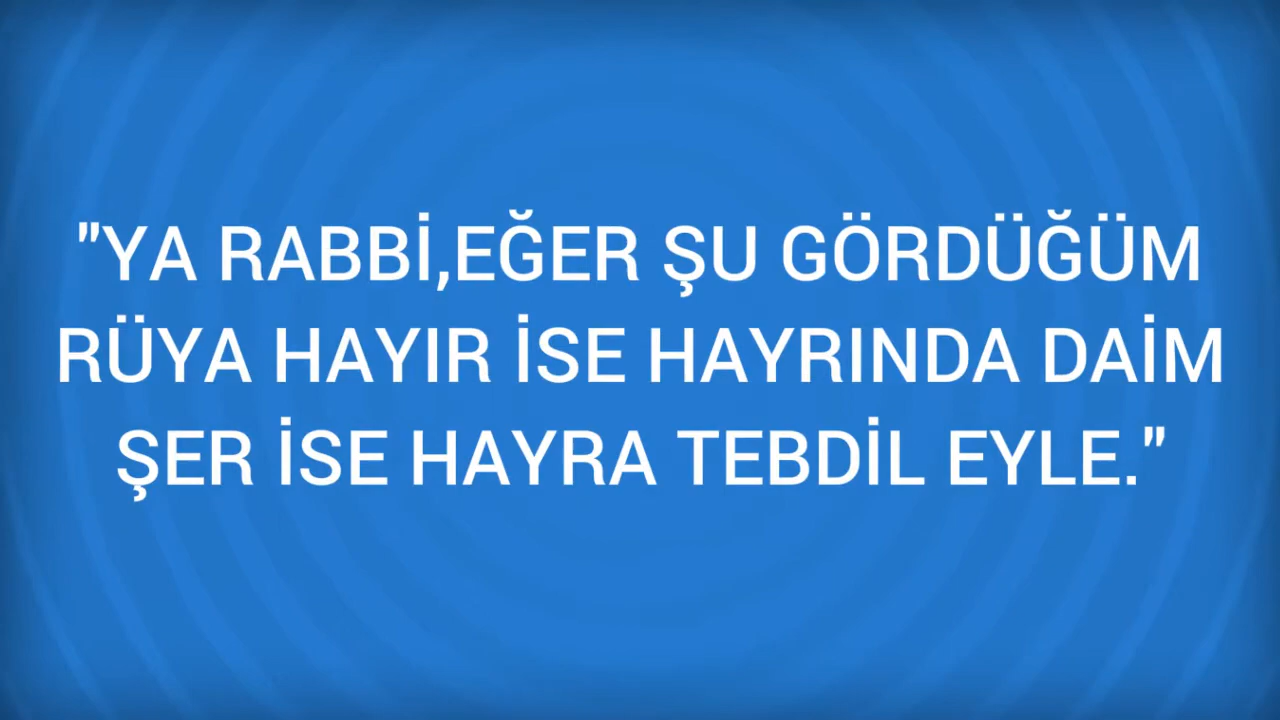 "YA RABBİ,EĞER ŞU GÖRDÜĞÜM
RÜYA HAYIR İSE HAYRINDA DAİM
ŞER İSE HAYRA TEBDİL EYLE."